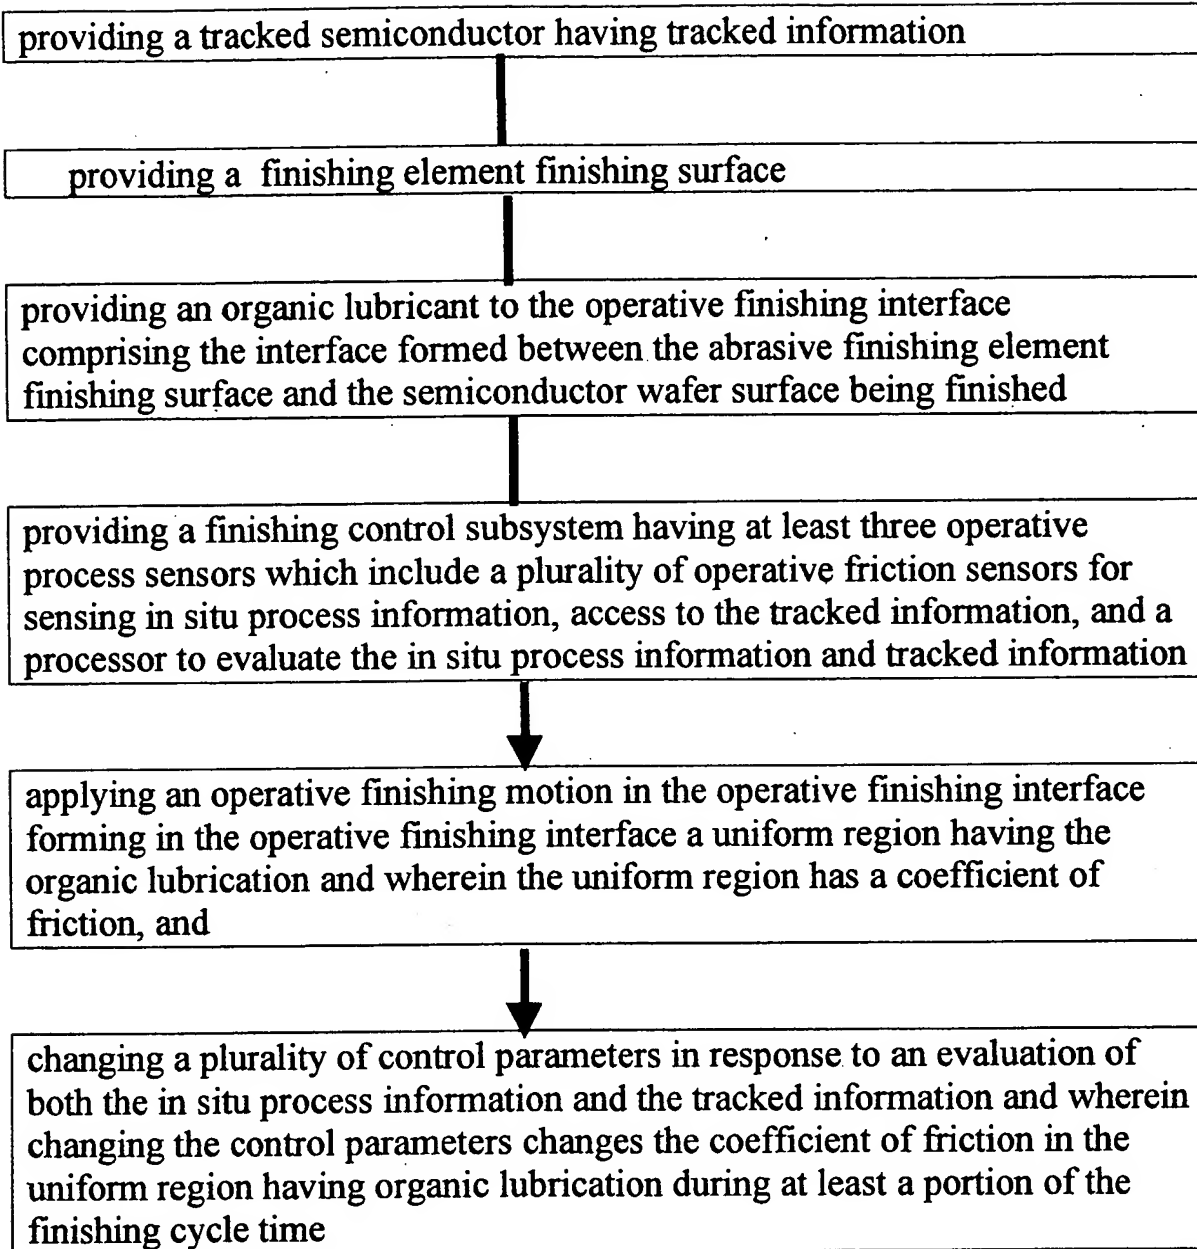 providing a tracked semiconductor having tracked information
providing a finishing element finishing surface
providing an organic lubricant to the operative finishing interface
comprising the interface formed between the abrasive finishing element
finishing surface and the semiconductor wafer surface being finished
providing a finishing control subsystem having at least three operative
process sensors which include a plurality of operative friction sensors for
sensing in situ process information, access to the tracked information, and a
processor to evaluate the in situ process information and tracked information
applying an operative finishing motion in the operative finishing interface
forming in the operative finishing interface a uniform region having the
organic lubrication and wherein the uniform region has a coefficient of
friction, and
changing a plurality of control parameters in response to an evaluation of
both the in situ process information and the tracked information and wherein
changing the control parameters changes the coefficient of friction in the
uniform region having organic lubrication during at least a portion of the
finishing cycle time